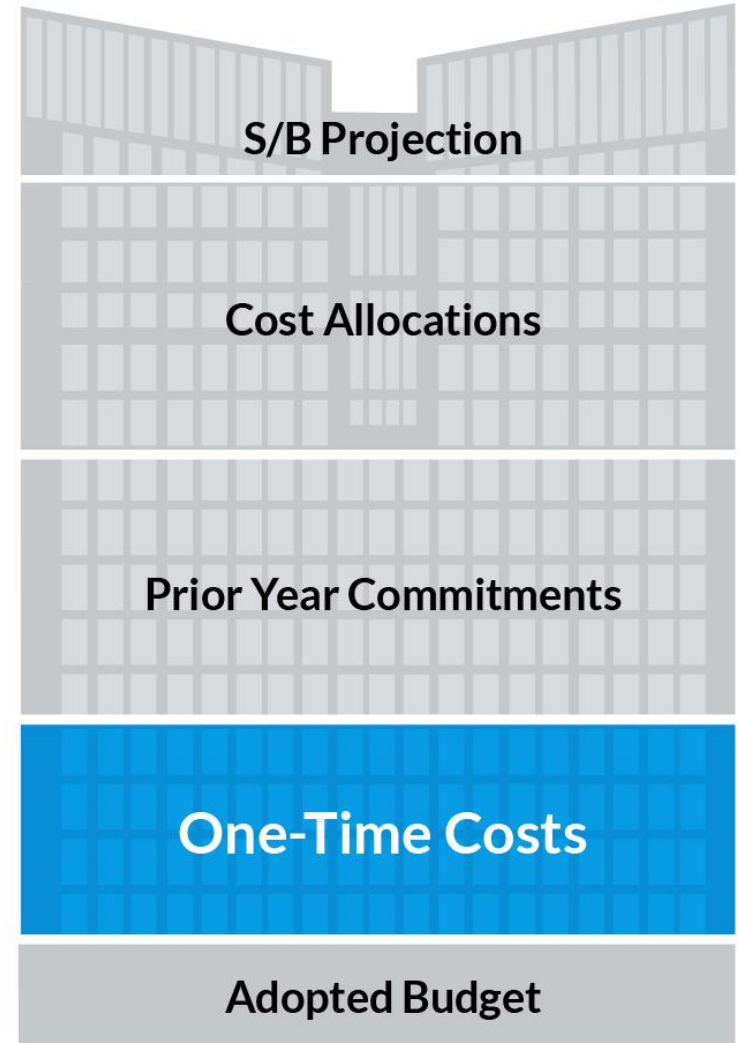 S/B Projection
Cost Allocations
Prior Year Commitments
One-Time Costs
Adopted Budget